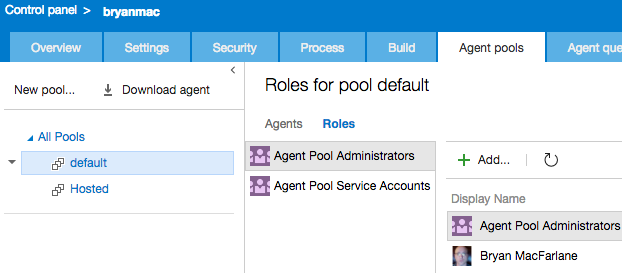 Control panel > bryanmac
Overview Settings Security Process Build Agent pools Agent que
New pool... Download agent
All Pools
default
Hosted
Roles for pool default
Agents Roles
Agent Pool Administrators
Agent Pool Service Accounts
Add...
Display Name
Agent Pool Administrators
Bryan MacFarlane